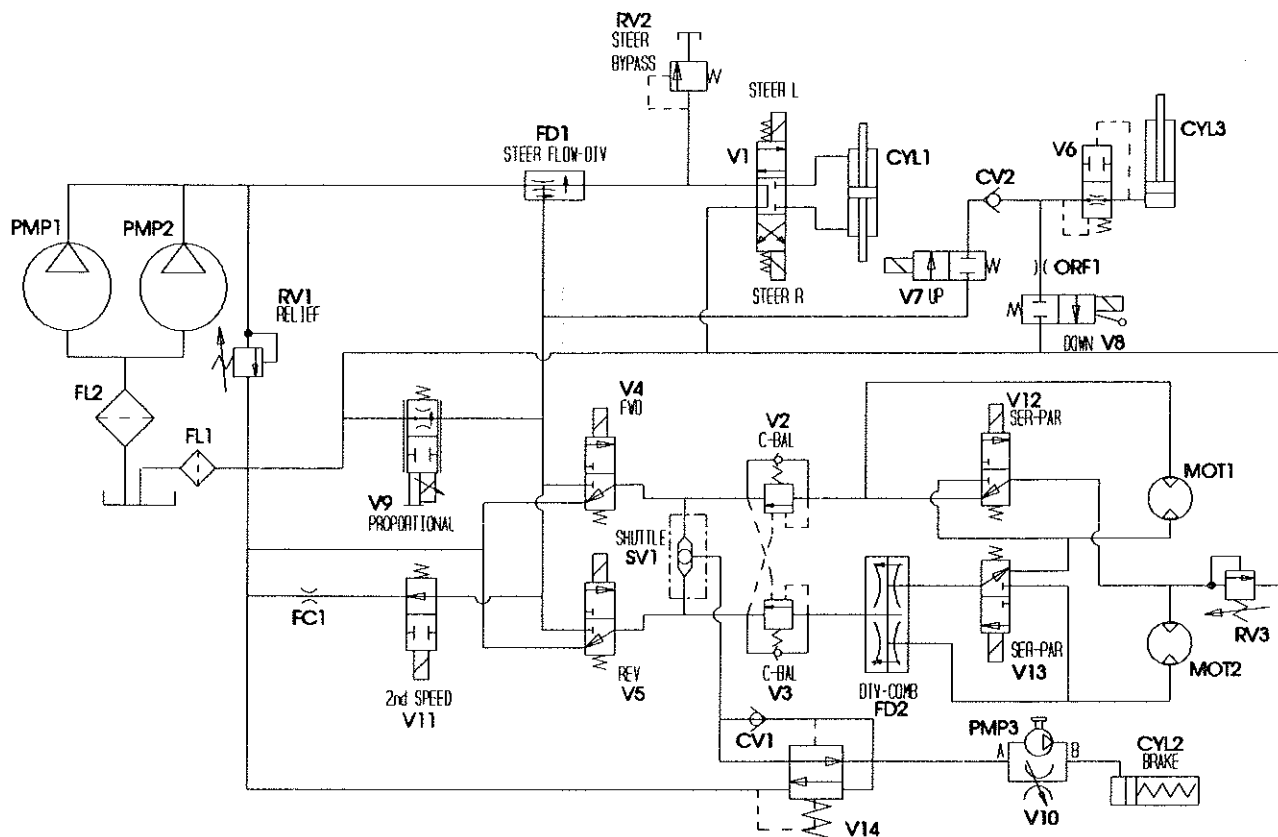 RV2
STEER
BYPASS
STEER L
FD1
STEER FLOW-DIV
V1
CYL1
V6
CYL3
CV2
PMP1
PMP2
RV1
RELIEF
STEER R
V7 UP
ORF1
DOWN V8
FL2
FL1
V4
FWD
V2
C-BAL
V12
SER-PAR
MOT1
V9
PROPORTIONAL
SHUTTLE
SV1
FC1
RV3
2nd SPEED
V11
REV
V5
C-BAL
V3
DIV-COMB
FD2
SER-PAR
V13
MOT2
CV1
PMP3
A
B
CYL2
BRAKE
V14
V10